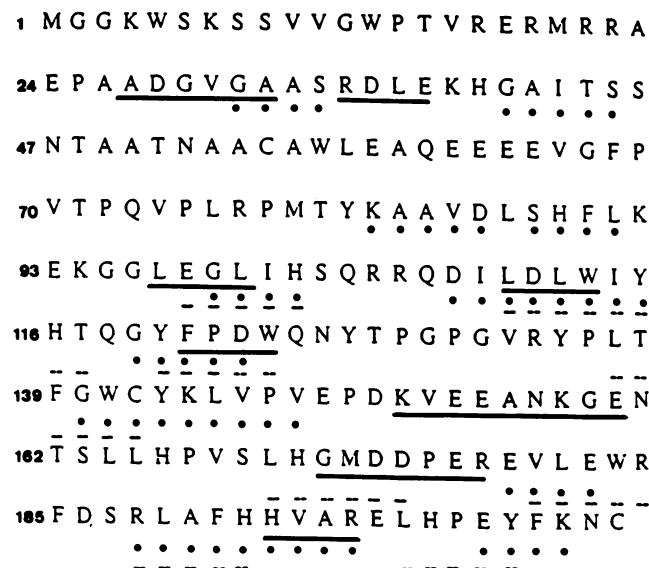 1 M G G K W S K S S V V G W P T V R E R M R R A
24 E P A A D G V G A A S R D L E K H G A I T S S
47 N T A A T N A A C A W L E A Q E E E E V G F P
70 V T P Q V P L R P M T Y K A A V D L S H F L K
93 E K G G L E G L I H S Q R R Q D I L D L W I Y
116 H T Q G Y F P D W Q N Y T P G P G V R Y P L T
139 F G W C Y K L V P V E P D K V E E A N K G E N
162 T S L L H P V S L H G M D D P E R E V L E W R
185 F D S R L A F H H V A R E L H P E Y F K N C